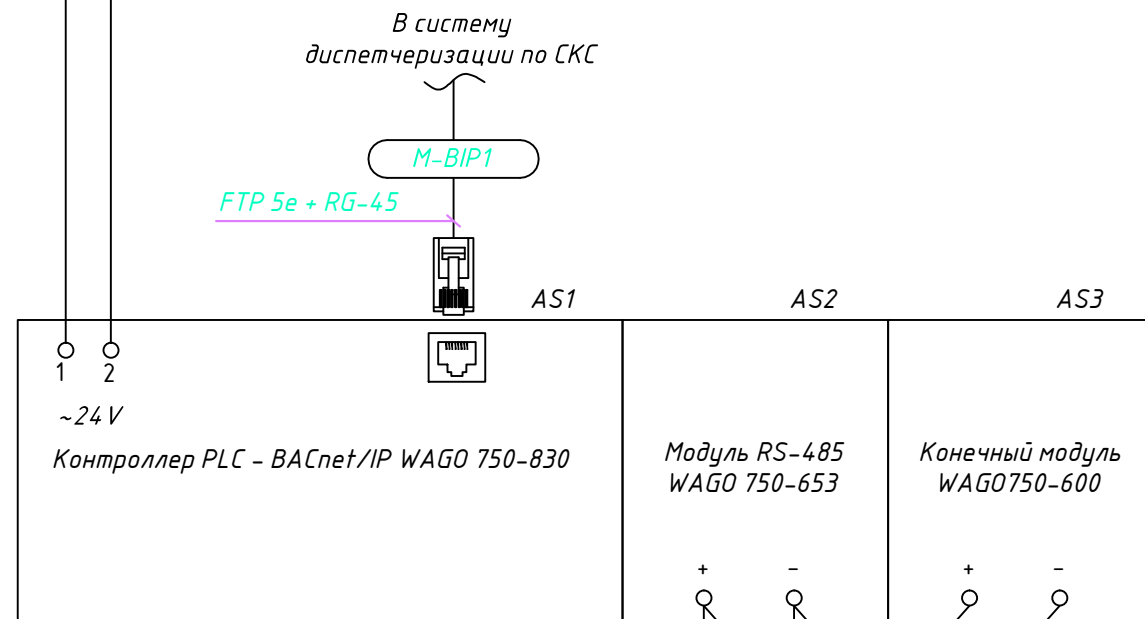 В систему
диспетчеризации по СКС
M-BIP1
FTP 5e + RG-45
AS1
AS2
AS3
1
2
~24 V
Контроллер PLC - BACnet/IP WAGO 750-830
Модуль RS-485
WAGO 750-653
Конечный модуль
WAGO750-600
+
-
+
-